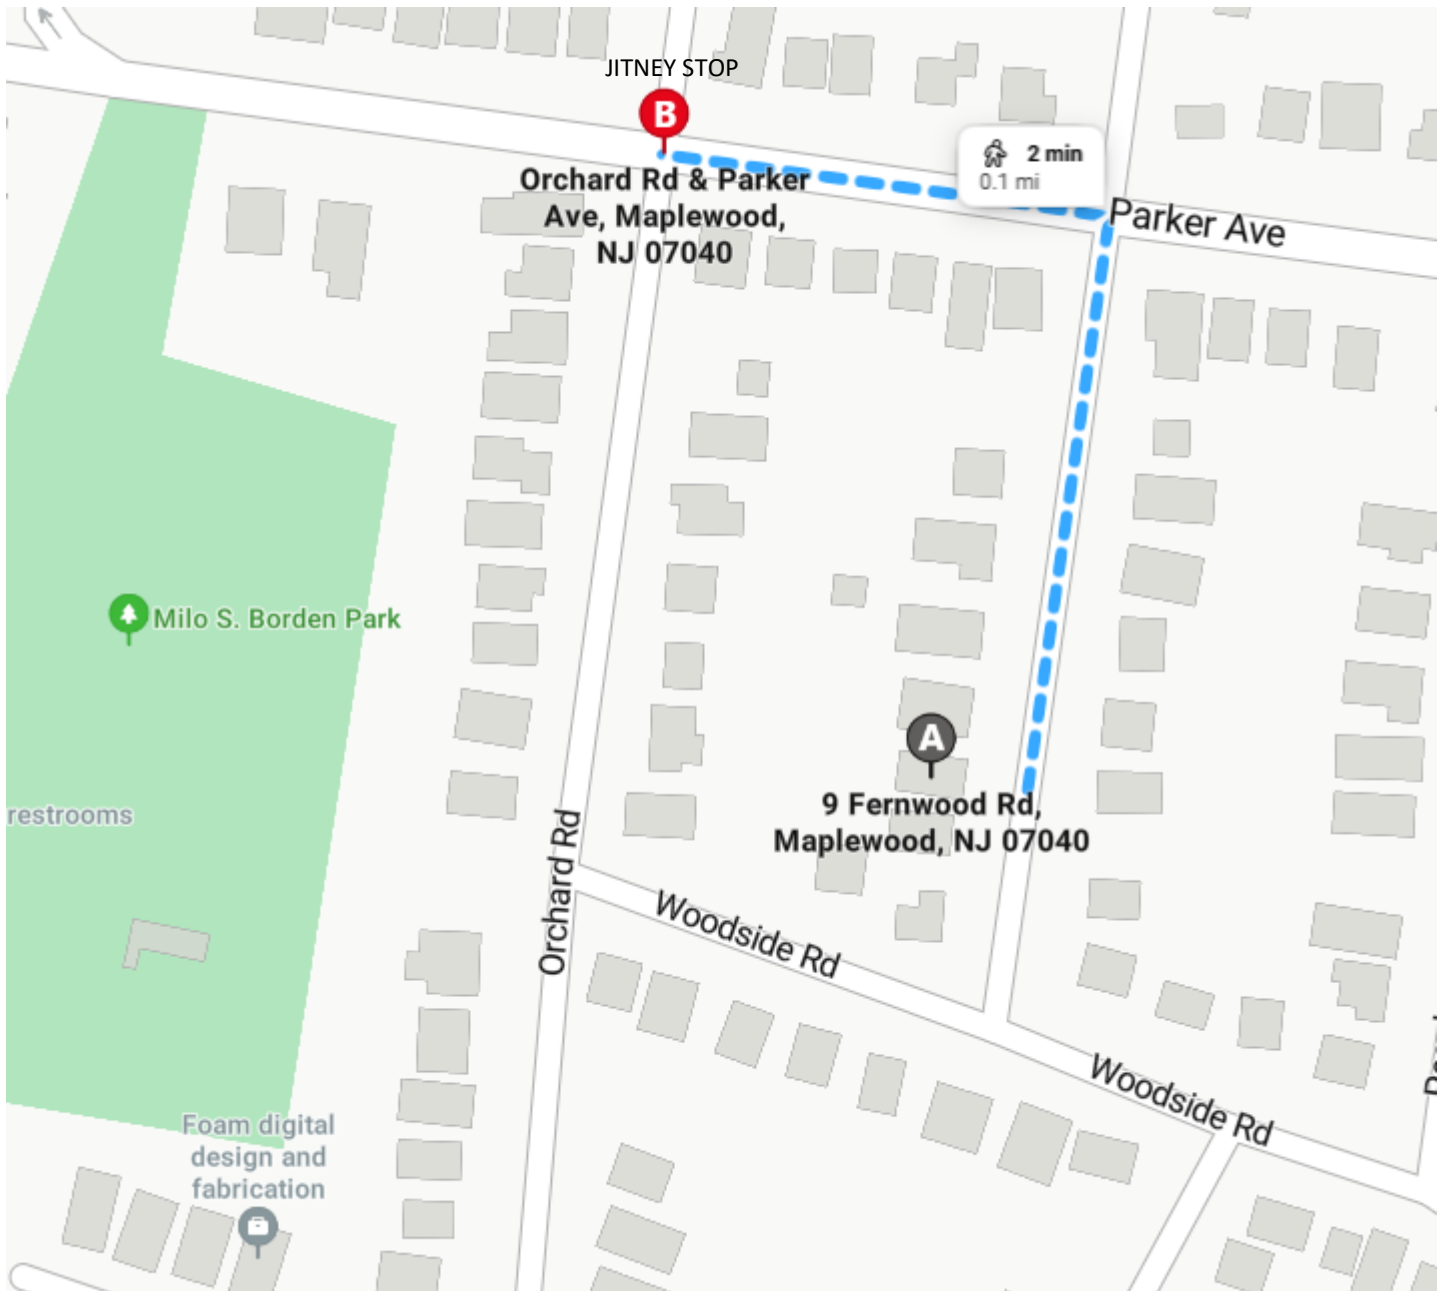 JITNEY STOP
B
Orchard Rd & Parker
Ave, Maplewood,
NJ 07040
2 min
0.1 mi
Parker Ave
Milo S. Borden Park
A
9 Fernwood Rd,
Maplewood, NJ 07040
restrooms
Orchard Rd
Woodside Rd
Woodside Rd
Foam digital
design and
fabrication